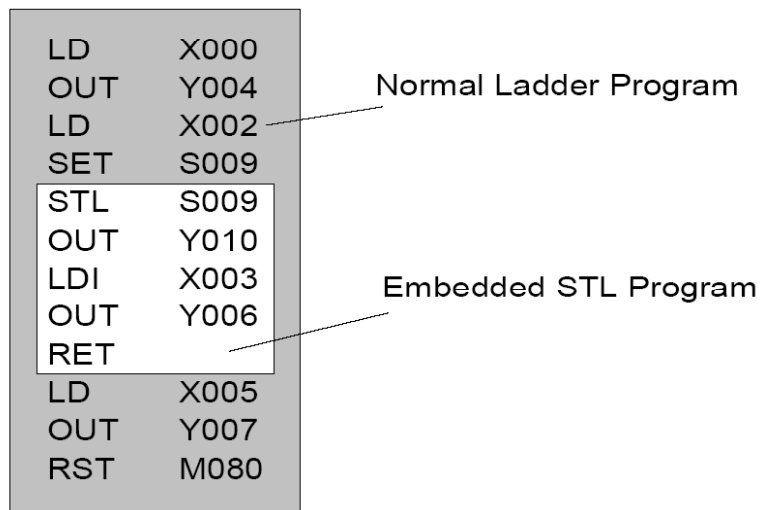 LD X000
OUT Y004
LD X002
SET S009
STL S009
OUT Y010
LDI X003
OUT Y006
RET
LD X005
OUT Y007
RST M080
Normal Ladder Program
Embedded STL Program